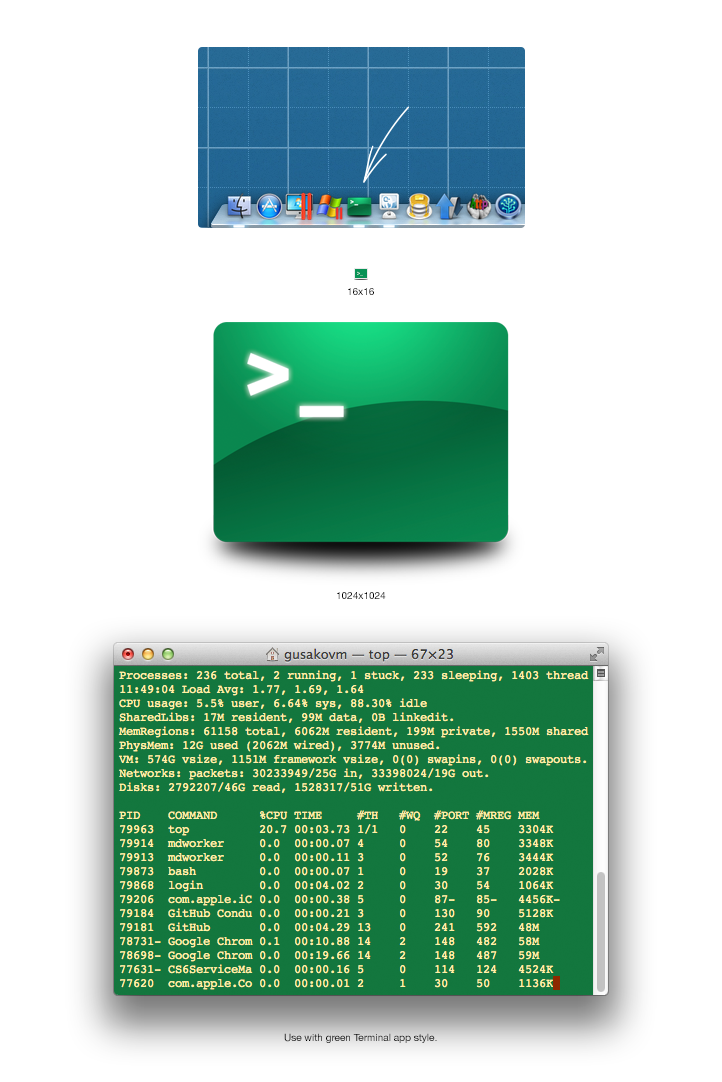 >_
16x16
>_
1024x1024
gusakovm — top — 67×23
Processes: 236 total, 2 running, 1 stuck, 233 sleeping, 1403 thread
11:49:04 Load Avg: 1.77, 1.69, 1.64
CPU usage: 5.5% user, 6.64% sys, 88.30% idle
SharedLibs: 17M resident, 99M data, 0B linkedit.
MemRegions: 61158 total, 6062M resident, 199M private, 1550M shared
PhysMem: 12G used (2062M wired), 3774M unused.
VM: 574G vsize, 1151M framework vsize, 0(0) swapins, 0(0) swapouts.
Networks: packets: 30233949/25G in, 33398024/19G out.
Disks: 2792207/46G read, 1528317/51G written.
PID COMMAND %CPU TIME #TH #WQ #PORT #MREG MEM
79963 top 20.7 00:03.73 1/1 0 22 45 3304K
79914 mdworker 0.0 00:00.07 4 0 54 80 3348K
79913 mdworker 0.0 00:00.11 3 0 52 76 3444K
79873 bash 0.0 00:00.07 1 0 19 37 2028K
79868 login 0.0 00:04.02 2 0 30 54 1064K
79206 com.apple.iC 0.0 00:00.38 5 0 87- 85- 4456K-
79184 GitHub Condu 0.0 00:00.21 3 0 130 90 5128K
79181 GitHub 0.0 00:04.29 13 0 241 592 48M
78731- Google Chrom 0.1 00:10.88 14 2 148 482 58M
78698- Google Chrom 0.0 00:19.66 14 2 148 487 59M
77631- CS6ServiceMa 0.0 00:00.16 5 0 114 124 4524K
77620 com.apple.Co 0.0 00:00.01 2 1 30 50 1136K
Use with green Terminal app style.